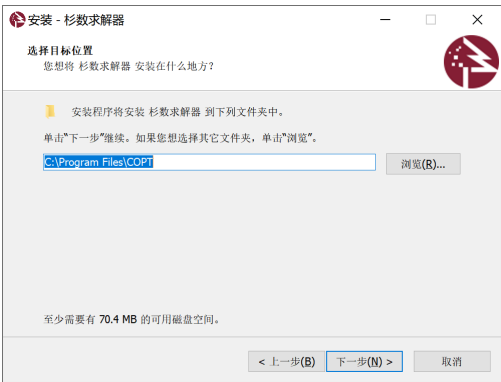 安装 - 杉数求解器
选择目标位置
您想将 杉数求解器 安装在什么地方?
安装程序将安装 杉数求解器 到下列文件夹中。
单击“下一步”继续。如果您想选择其它文件夹，单击“浏览”。
C:\Program Files\COPT
浏览(R)...
至少需要有 70.4 MB 的可用磁盘空间。
< 上一步(B)
下一步(N) >
取消